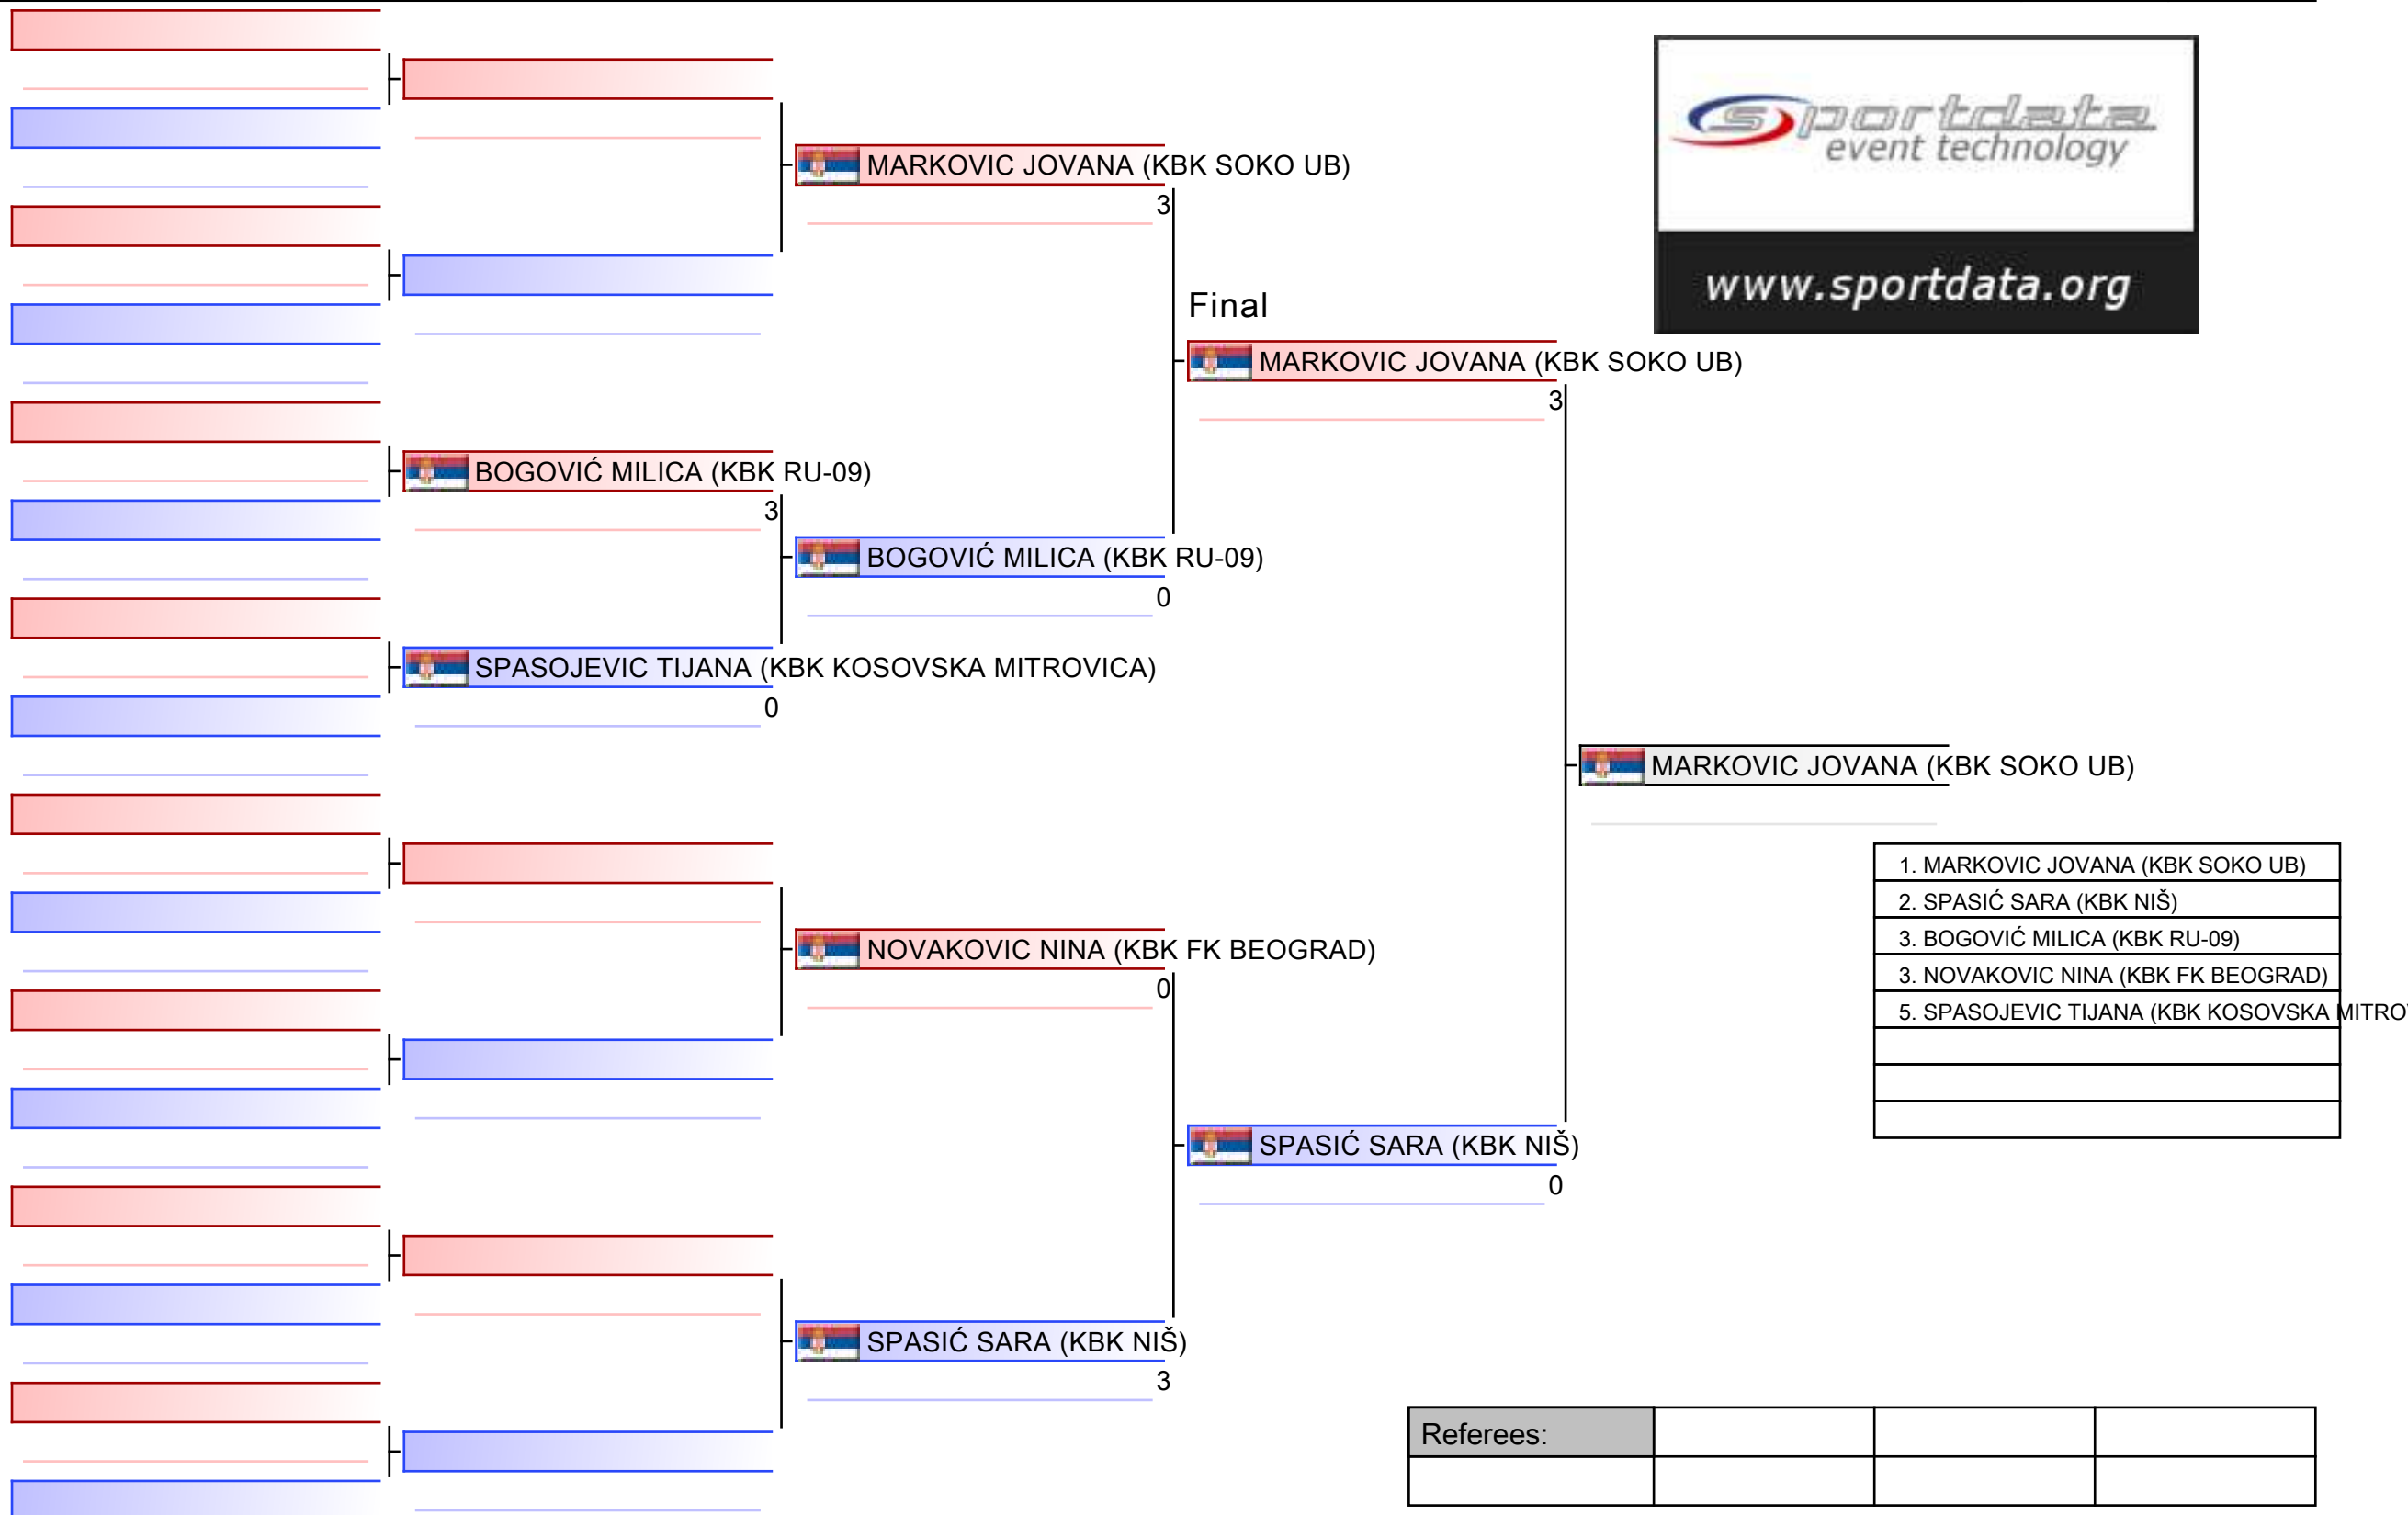 sportdata
event technology
www.sportdata.org
MARKOVIC JOVANA (KBK SOKO UB)
3
Final
MARKOVIC JOVANA (KBK SOKO UB)
3
BOGOVIĆ MILICA (KBK RU-09)
3
BOGOVIĆ MILICA (KBK RU-09)
0
SPASOJEVIC TIJANA (KBK KOSOVSKA MITROVICA)
0
MARKOVIC JOVANA (KBK SOKO UB)
1. MARKOVIC JOVANA (KBK SOKO UB)
2. SPASIĆ SARA (KBK NIŠ)
3. BOGOVIĆ MILICA (KBK RU-09)
3. NOVAKOVIC NINA (KBK FK BEOGRAD)
5. SPASOJEVIC TIJANA (KBK KOSOVSKA MITRO
NOVAKOVIC NINA (KBK FK BEOGRAD)
0
SPASIĆ SARA (KBK NIŠ)
0
SPASIĆ SARA (KBK NIŠ)
3
Referees: